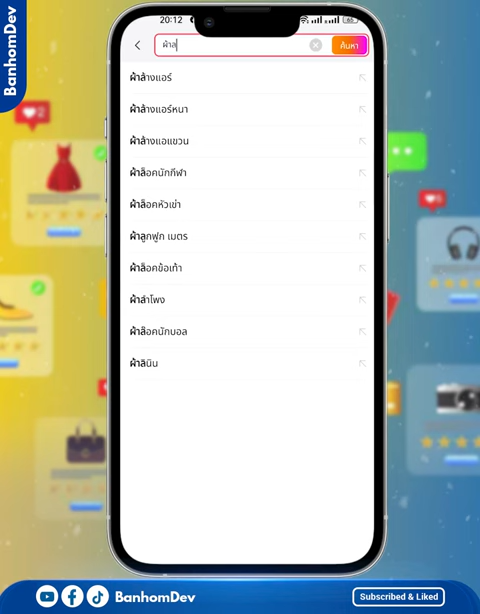 BanhomDev
20:12
65
ผ้าล
ค้นหา
ผ้าล้างแอร์
ผ้าล้างแอร์หนา
ผ้าล้างแอแขวน
ผ้าล็อคนักกีฬา
ผ้าล็อคหัวเข่า
ผ้าลูกฟูก เมตร
ผ้าล็อคข้อเท้า
ผ้าลำโพง
ผ้าลือคนักบอล
ผ้าลินิน
BanhomDev
Subscribed & Liked